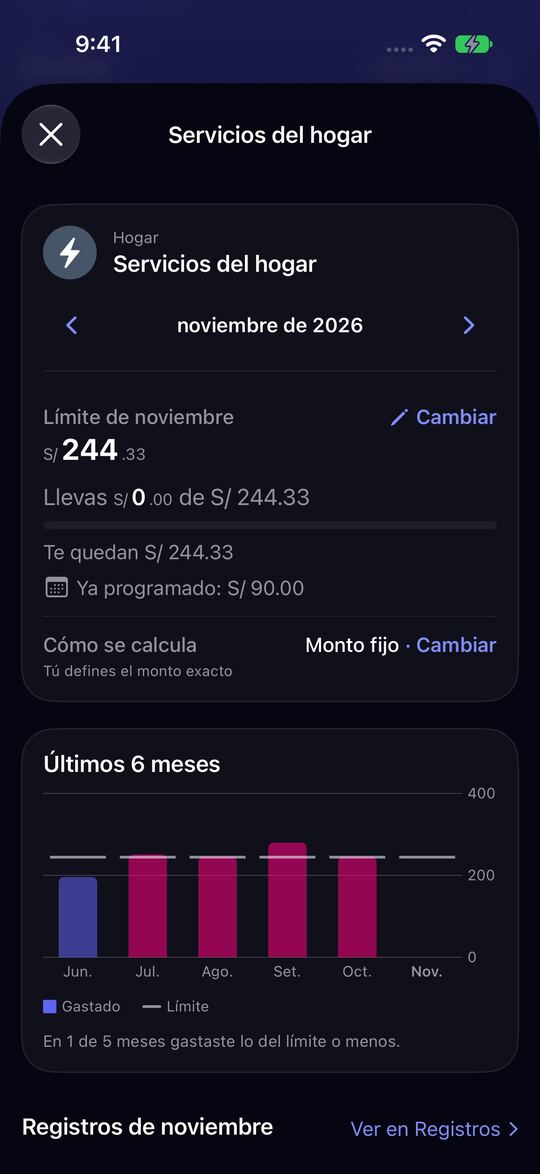 9:41
Servicios del hogar
Hogar
Servicios del hogar
noviembre de 2026
Límite de noviembre
Cambiar
S/ 244.33
Llevas S/ 0.00 de S/ 244.33
Te quedan S/ 244.33
Ya programado: S/ 90.00
Cómo se calcula
Monto fijo · Cambiar
Tú defines el monto exacto
Últimos 6 meses
400
200
0
Jun. Jul. Ago. Set. Oct. Nov.
Gastado Límite
En 1 de 5 meses gastaste lo del límite o menos.
Registros de noviembre
Ver en Registros